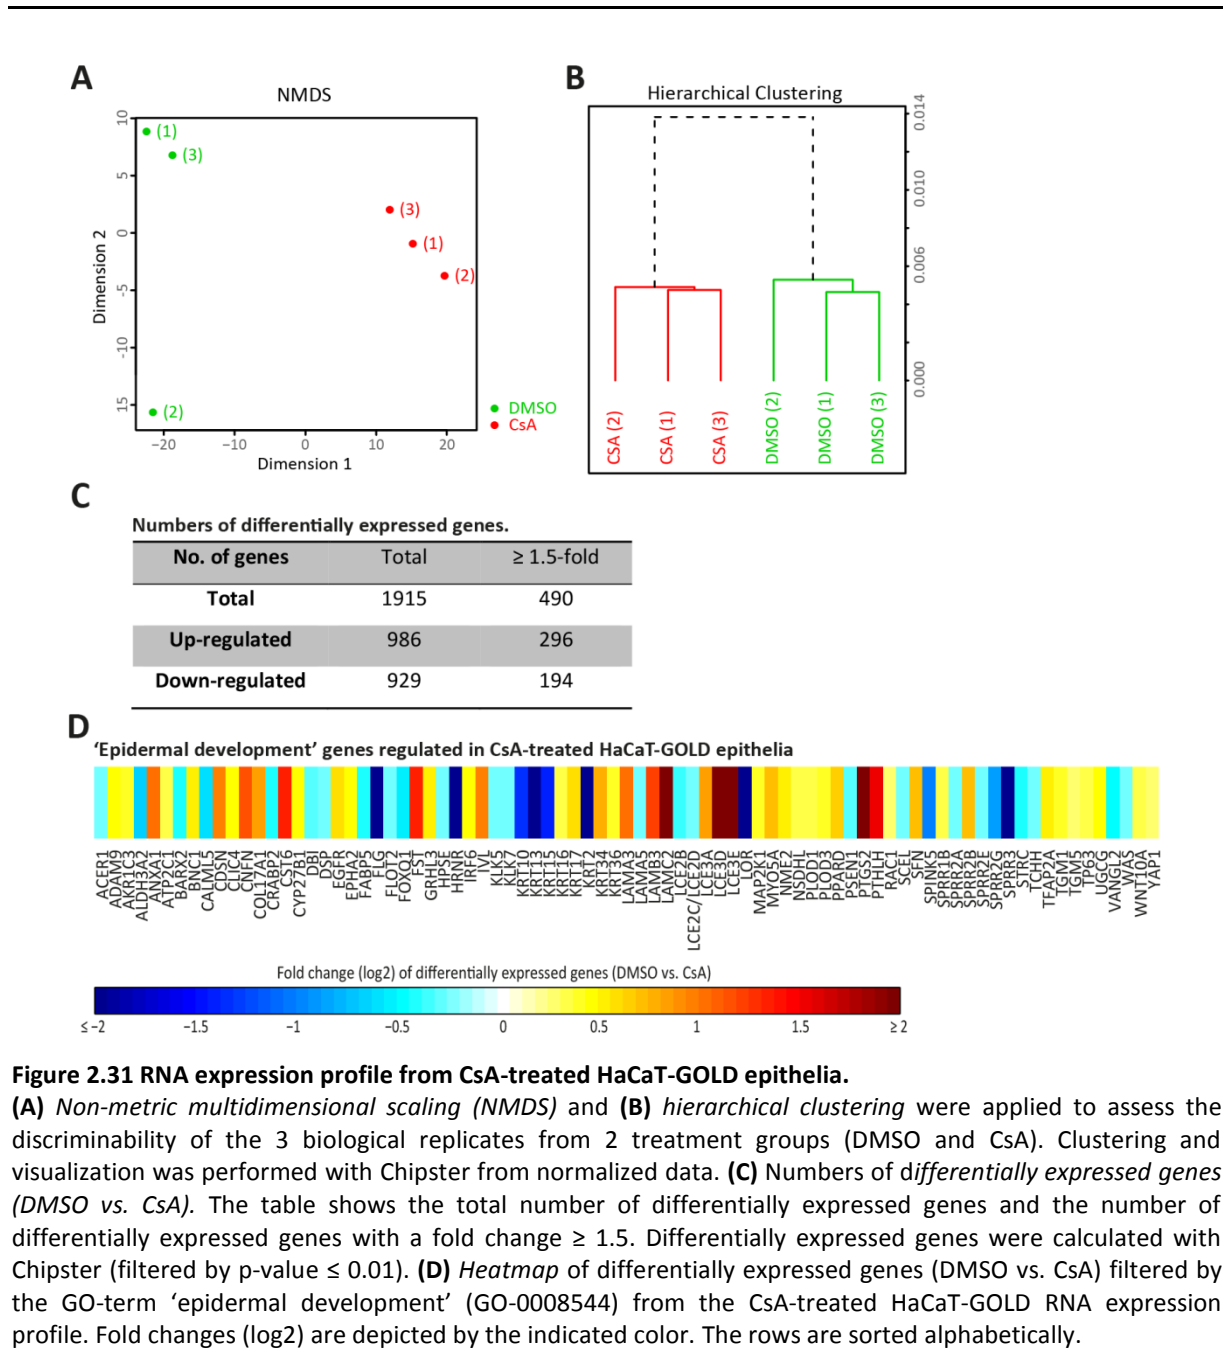 A
NMDS
10
5
0
−5
−10
15
Dimension 2
(1)
(3)
(3)
(1)
(2)
(2)
−20
−10
0
10
20
Dimension 1
DMSO
CsA
B
Hierarchical Clustering
0.014
0.010
0.006
0.000
CSA (2)
CSA (1)
CSA (3)
DMSO (2)
DMSO (1)
DMSO (3)
C
Numbers of differentially expressed genes.
No. of genes Total ≥ 1.5-fold
Total 1915 490
Up-regulated 986 296
Down-regulated 929 194
D
‘Epidermal development’ genes regulated in CsA-treated HaCaT-GOLD epithelia
ACER1
ADAM9
AKR1C3
ALDH3A2
ANXA1
ATP7C1
BARX2
BNC1
CALML5
CDSN
CLIC4
CNFN
COL17A1
CRABP2
CST6
CYP27B1
DBI
DSP
EGFR
EPHA2
FABP5
FLG
FLOT2
FOXQ1
FST
GRHL3
HPSE
HRNR
IRF6
IVL
KLK5
KLK7
KRT10
KRT13
KRT15
KRT16
KRT17
KRT2
KRT34
KRT36
LAMA3
LAMA5
LAMB3
LAMC2
LCE2B
LCE2C/LCE2D
LCE3A
LCE3D
LCE3E
LOR
MAP2K1
MYO5A
NME2
NSDHL
PLOD1
PLOD3
PPARD
PSEN1
PTGS2
PTHLH
RAC1
SCEL
SFN
SPINK5
SPRR1B
SPRR2A
SPRR2B
SPRR2E
SPRR2G
SPRR3
STRC
TCHH
TFAP2A
TGM1
TGM5
TP63
UGCG
VANGL2
WAS
WNT10A
YAP1
Fold change (log2) of differentially expressed genes (DMSO vs. CsA)
≤ −2
−1.5
−1
−0.5
0
0.5
1
1.5
≥ 2
Figure 2.31 RNA expression profile from CsA-treated HaCaT-GOLD epithelia.
(A) Non-metric multidimensional scaling (NMDS) and (B) hierarchical clustering were applied to assess the
discriminability of the 3 biological replicates from 2 treatment groups (DMSO and CsA). Clustering and
visualization was performed with Chipster from normalized data. (C) Numbers of differentially expressed genes
(DMSO vs. CsA). The table shows the total number of differentially expressed genes and the number of
differentially expressed genes with a fold change ≥ 1.5. Differentially expressed genes were calculated with
Chipster (filtered by p-value ≤ 0.01). (D) Heatmap of differentially expressed genes (DMSO vs. CsA) filtered by
the GO-term ‘epidermal development’ (GO-0008544) from the CsA-treated HaCaT-GOLD RNA expression
profile. Fold changes (log2) are depicted by the indicated color. The rows are sorted alphabetically.